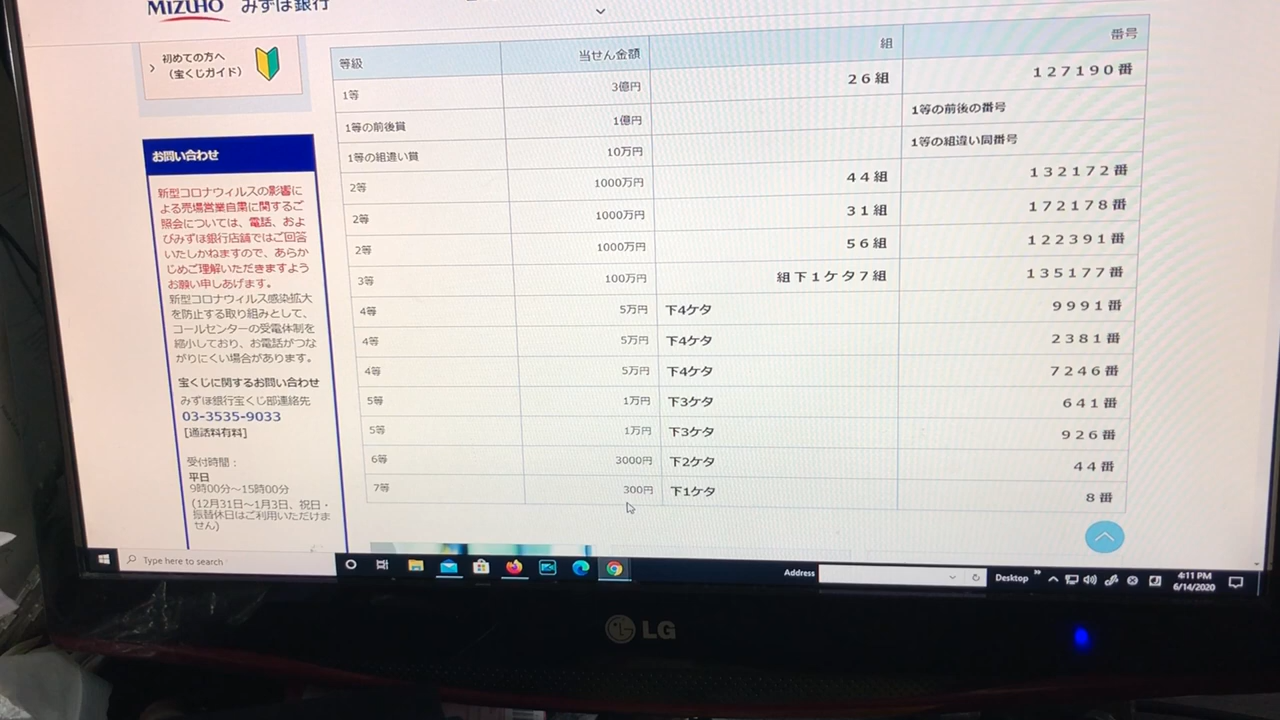 MIZUHO みずほ銀行
初めての方へ
（宝くじガイド）
お問い合わせ
新型コロナウィルスの影響に
よる売場営業自粛に関するご
照会については、電話、およ
びみずほ銀行店舗ではご回答
いたしかねますので、あらか
じめご理解いただきますよう
お願い申しあげます。
新型コロナウィルス感染拡大
を防止する取り組みとして、
コールセンターの受電体制を
縮小しており、お電話がつな
がりにくい場合があります。
宝くじに関するお問い合わせ
みずほ銀行宝くじ部連絡先
03-3535-9033
[通話料有料]
受付時間：
平日
9時00分～15時00分
（12月31日～1月3日、祝日・
振替休日はご利用いただけま
せん）
等級 当せん金額 組 番号
1等 3億円 26組 127190番
1等の前後賞 1億円 1等の前後の番号
1等の組違い賞 10万円 1等の組違い同番号
2等 1000万円 44組 132172番
2等 1000万円 31組 172178番
2等 1000万円 56組 122391番
3等 100万円 組下1ケタ7組 135177番
4等 5万円 下4ケタ 9991番
4等 5万円 下4ケタ 2381番
4等 5万円 下4ケタ 7246番
5等 1万円 下3ケタ 641番
5等 1万円 下3ケタ 926番
6等 3000円 下2ケタ 44番
7等 300円 下1ケタ 8番
Type here to search
Address
Desktop
4:11 PM
6/14/2020
LG